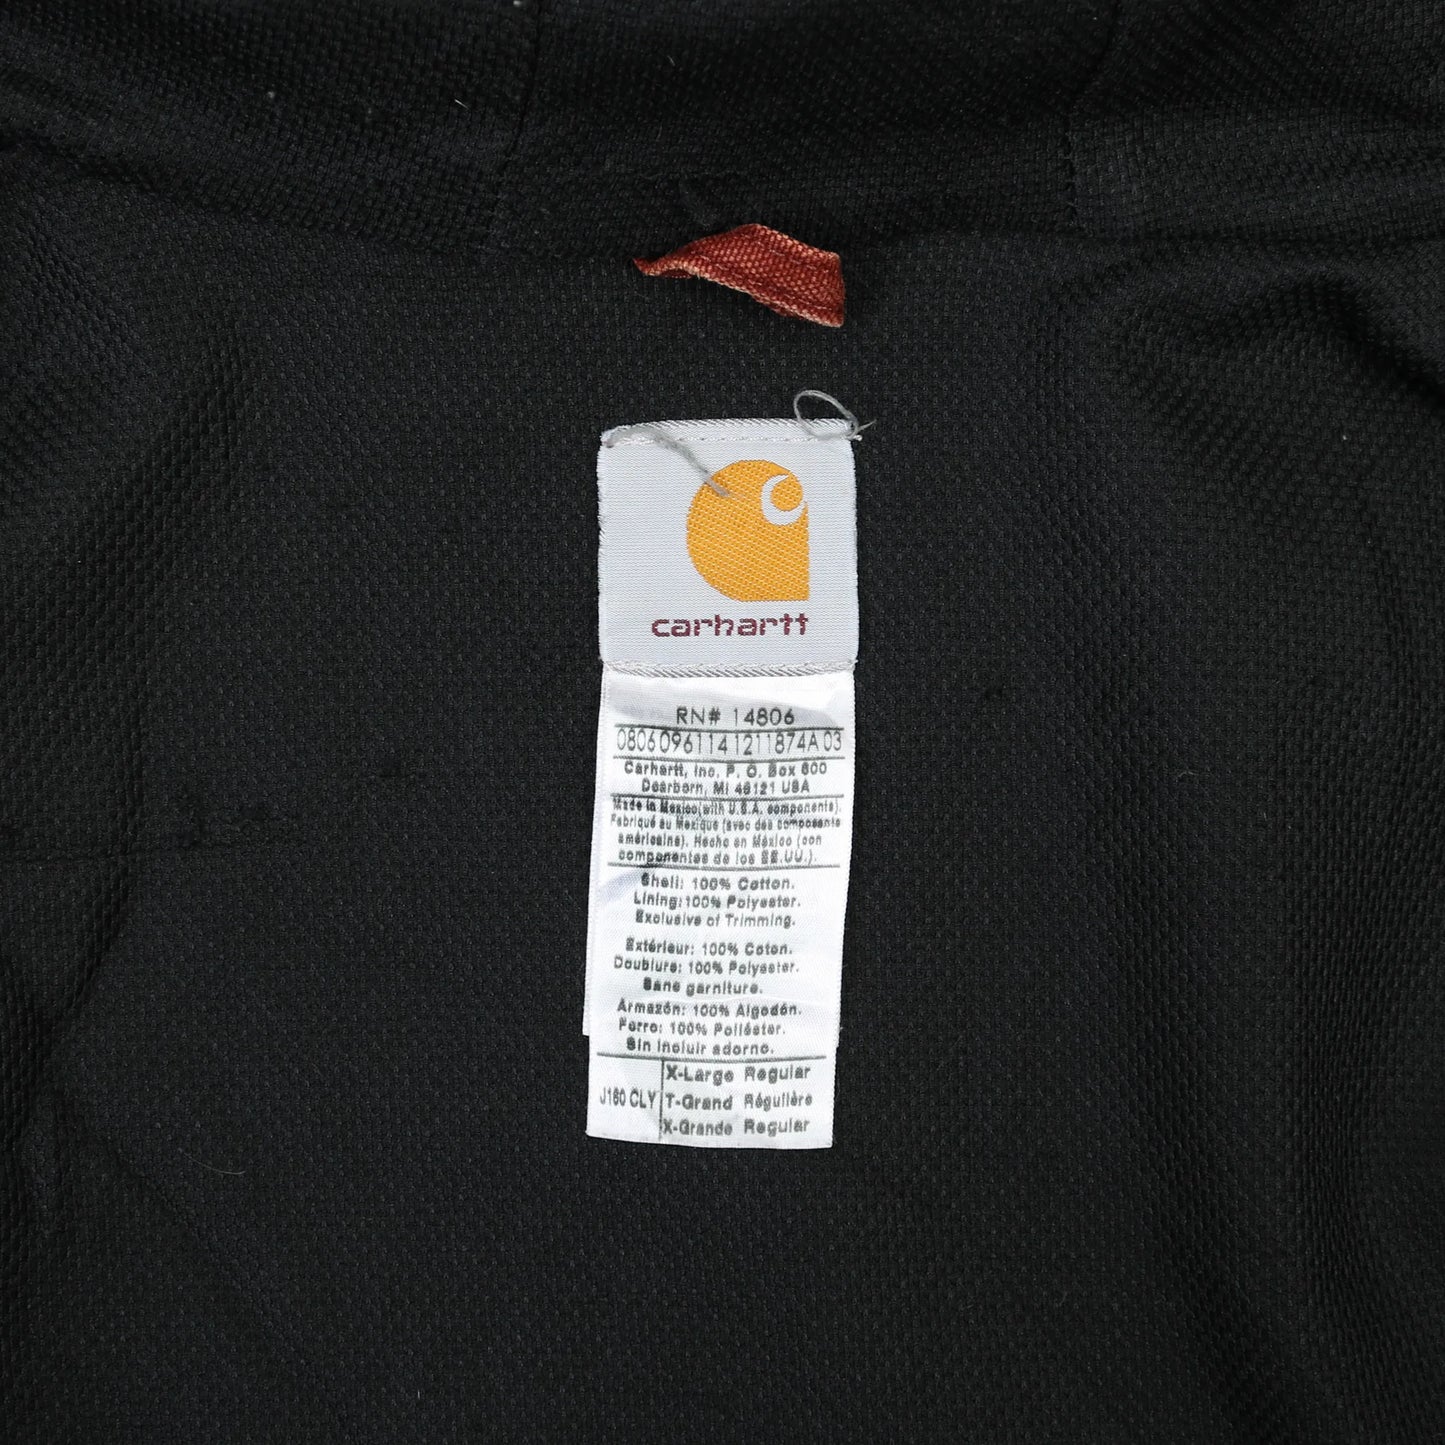 carhartt
RN# 14806
0806096114121187４A 03
Carhartt, Inc. P. O. Box 600
Dearborn, MI 48121 USA
Made in Mexico(with U.S.A. components).
Fabriqué au Mexique (avec des composants
américains). Hecho en México (con
componentes de los EE.UU.).
Shell: 100% Cotton.
Lining:100% Polyester.
Exclusive of Trimming.
Extérieur: 100% Coton.
Doublure: 100% Polyester.
Sans garniture.
Armazón: 100% Algodón.
Forro: 100% Poliéster.
Sin incluir adorno.
J160 CLY
X-Large Regular
T-Grand Régulière
X-Grande Regular